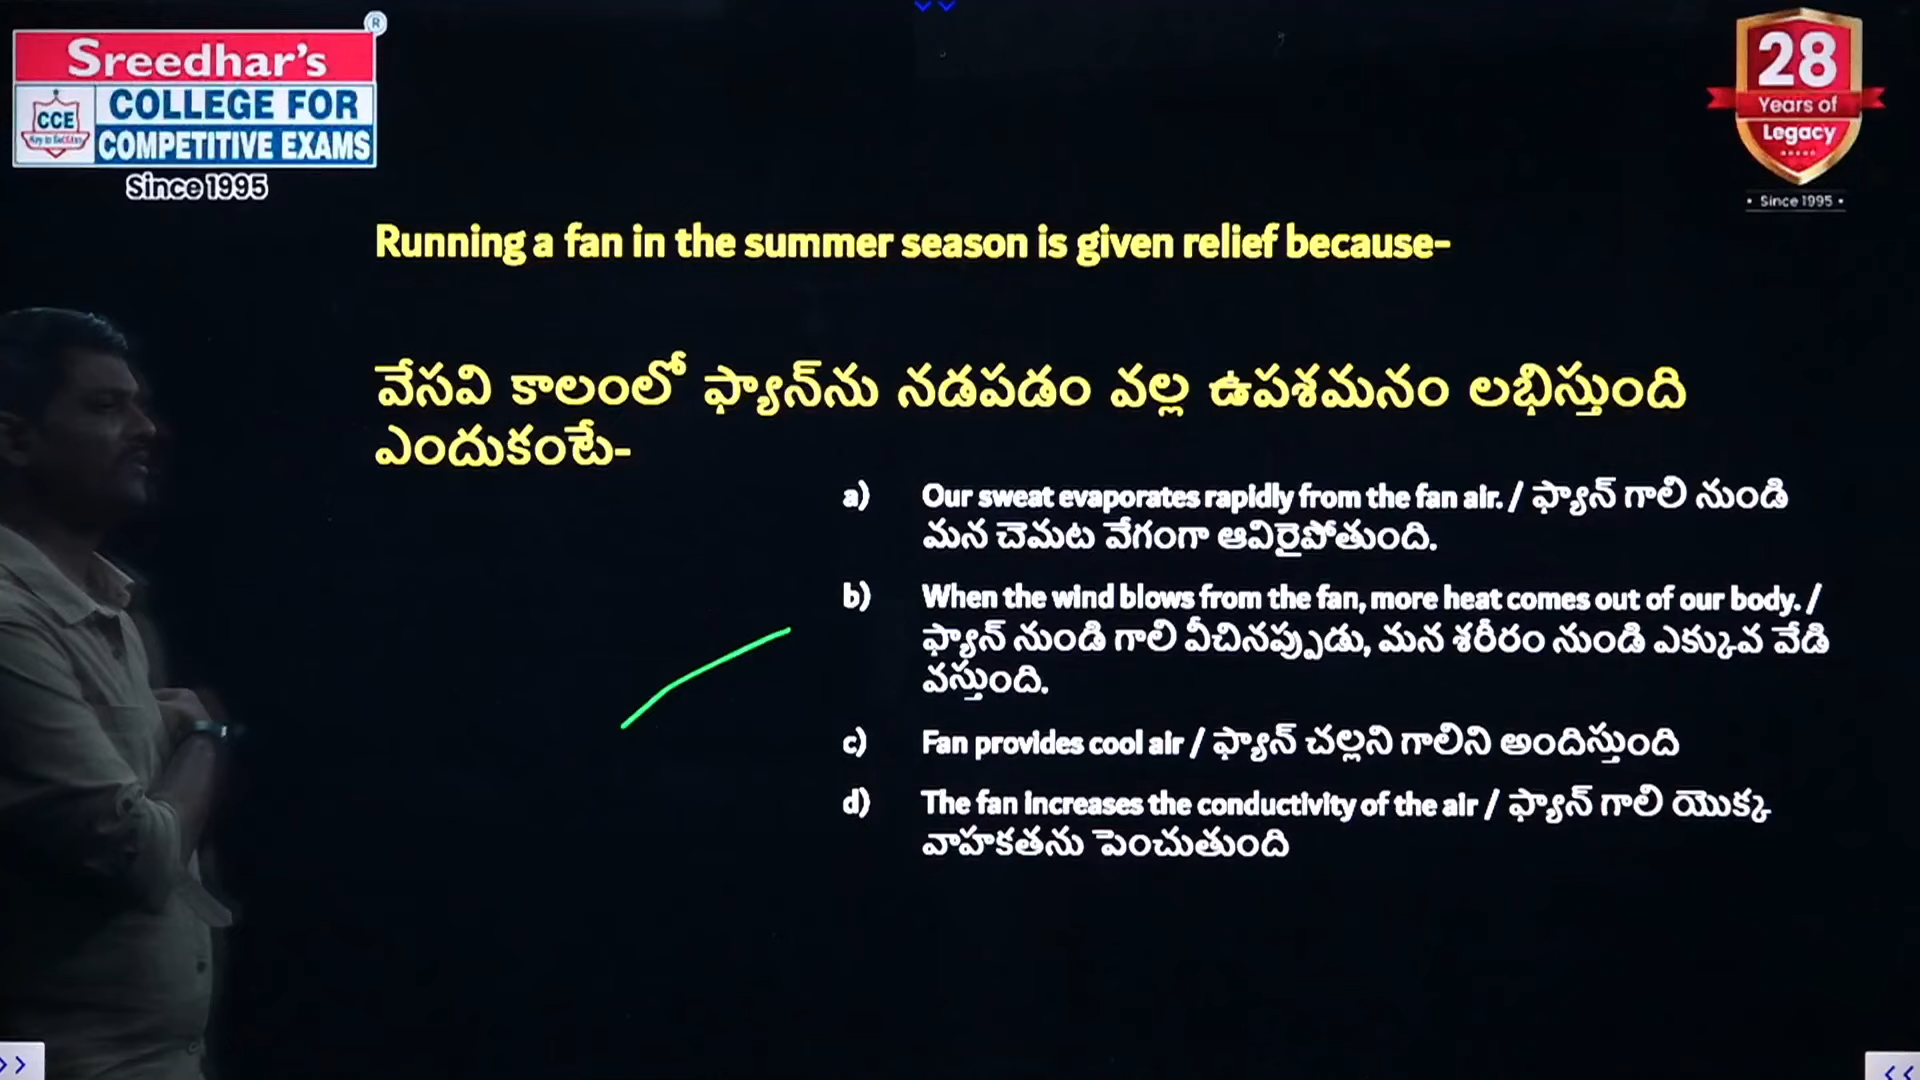 Sreedhar's
®
CCE
COLLEGE FOR
COMPETITIVE EXAMS
Since 1995
28
Years of
Legacy
• Since 1995 •
Running a fan in the summer season is given relief because-
వేసవి కాలంలో ఫ్యాన్‌ను నడపడం వల్ల ఉపశమనం లభిస్తుంది
ఎందుకంటే-
a) Our sweat evaporates rapidly from the fan air. / ఫ్యాన్ గాలి నుండి
మన చెమట వేగంగా ఆవిరైపోతుంది.
b) When the wind blows from the fan, more heat comes out of our body. /
ఫ్యాన్ నుండి గాలి వీచినప్పుడు, మన శరీరం నుండి ఎక్కువ వేడి
వస్తుంది.
c) Fan provides cool air / ఫ్యాన్ చల్లని గాలిని అందిస్తుంది
d) The fan increases the conductivity of the air / ఫ్యాన్ గాలి యొక్క
వాహకతను పెంచుతుంది